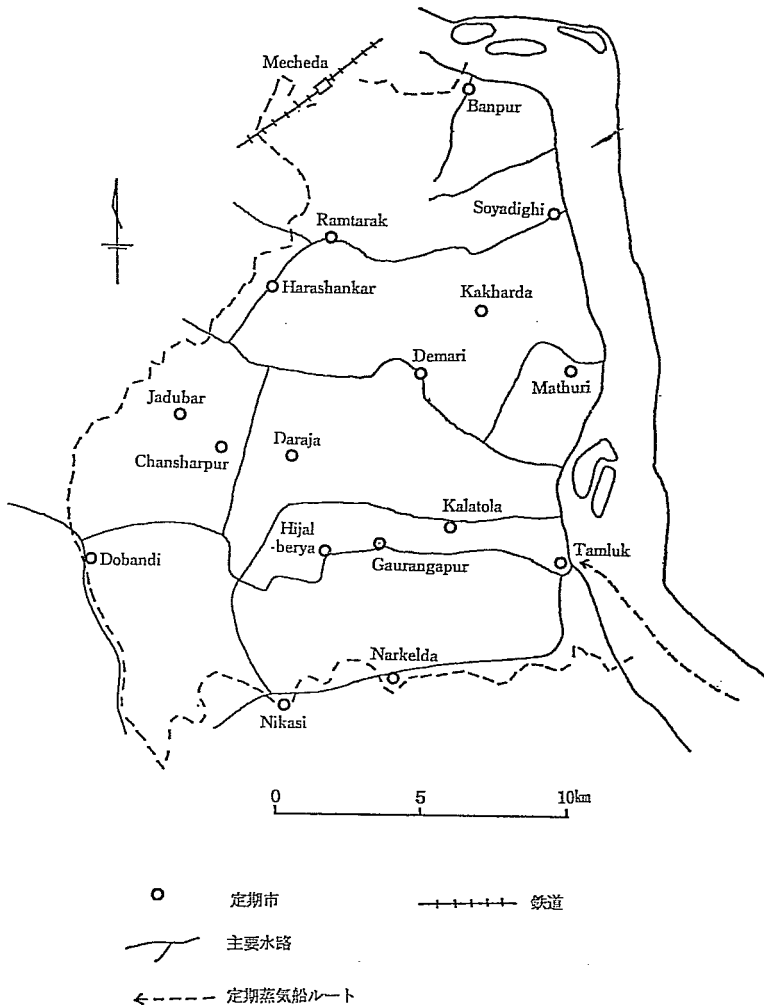 Mecheda
Banpur
Soyadighi
Ramtarak
Harashankar
Kakharda
Demari
Mathuri
Jadubar
Chansharpur
Daraja
Kalatola
Hijal
-berya
Gaurangapur
Tamluk
Dobandi
Narkelda
Nikasi
0 5 10km
定期市
鉄道
主要水路
定期蒸気船ルート